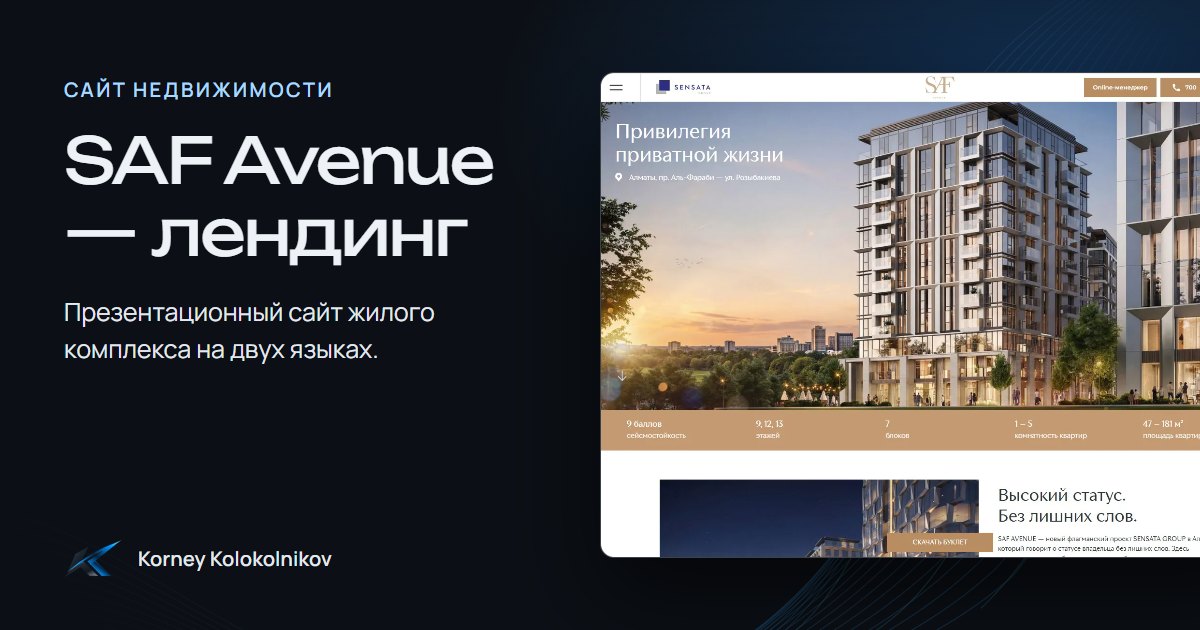 САЙТ НЕДВИЖИМОСТИ
SAF Avenue
— лендинг
Презентационный сайт жилого
комплекса на двух языках.
Korney Kolokolnikov
SENSATA
SAF
Online-менеджер
700
Привилегия
приватной жизни
Алматы, пр. Аль-Фараби — ул. Розыбакиева
9 баллов
сейсмостойкость
9, 12, 13
этажей
7
блоков
1 – 5
комнатность квартир
47 – 181 м²
площадь
СКАЧАТЬ БУКЛЕТ
Высокий статус.
Без лишних слов.
SAF AVENUE — новый флагманский проект SENSATA GROUP в
который говорит о статусе владельца без лишних слов. Здесь